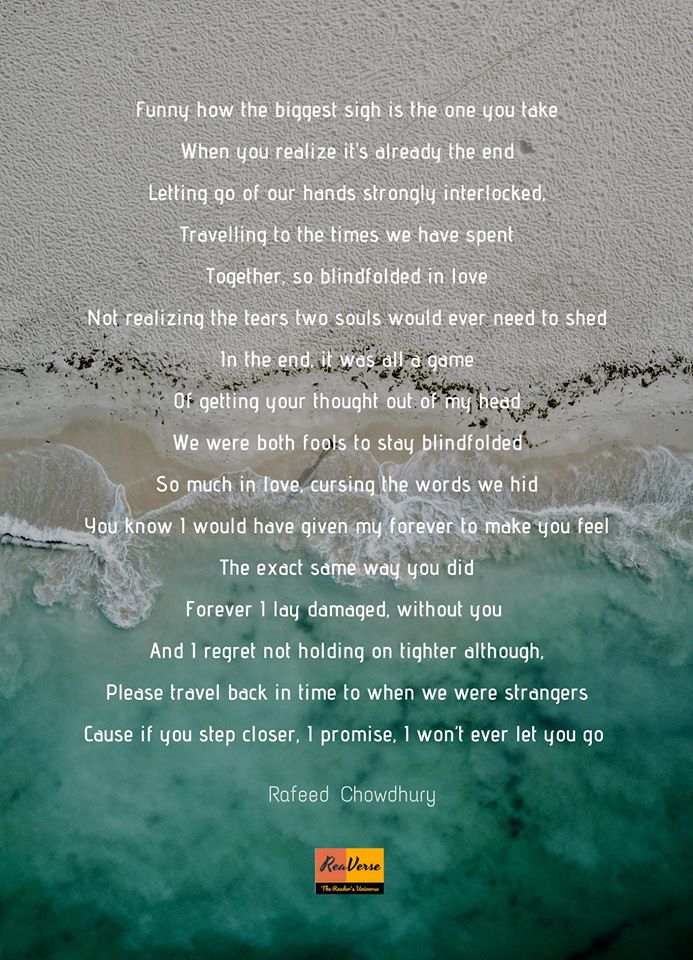 Funny how the biggest sigh is the one you take
When you realize it's already the end
Letting go of our hands strongly interlocked,
Travelling to the times we have spent
Together, so blindfolded in love
Not realizing the tears two souls would ever need to shed
In the end, it was all a game
Of getting your thought out of my head
We were both fools to stay blindfolded
So much in love, cursing the words we hid
You know I would have given my forever to make you feel
The exact same way you did
Forever I lay damaged, without you
And I regret not holding on tighter although,
Please travel back in time to when we were strangers
Cause if you step closer, I promise, I won't ever let you go
Rafeed Chowdhury
ReaVerse
The Reader's Universe